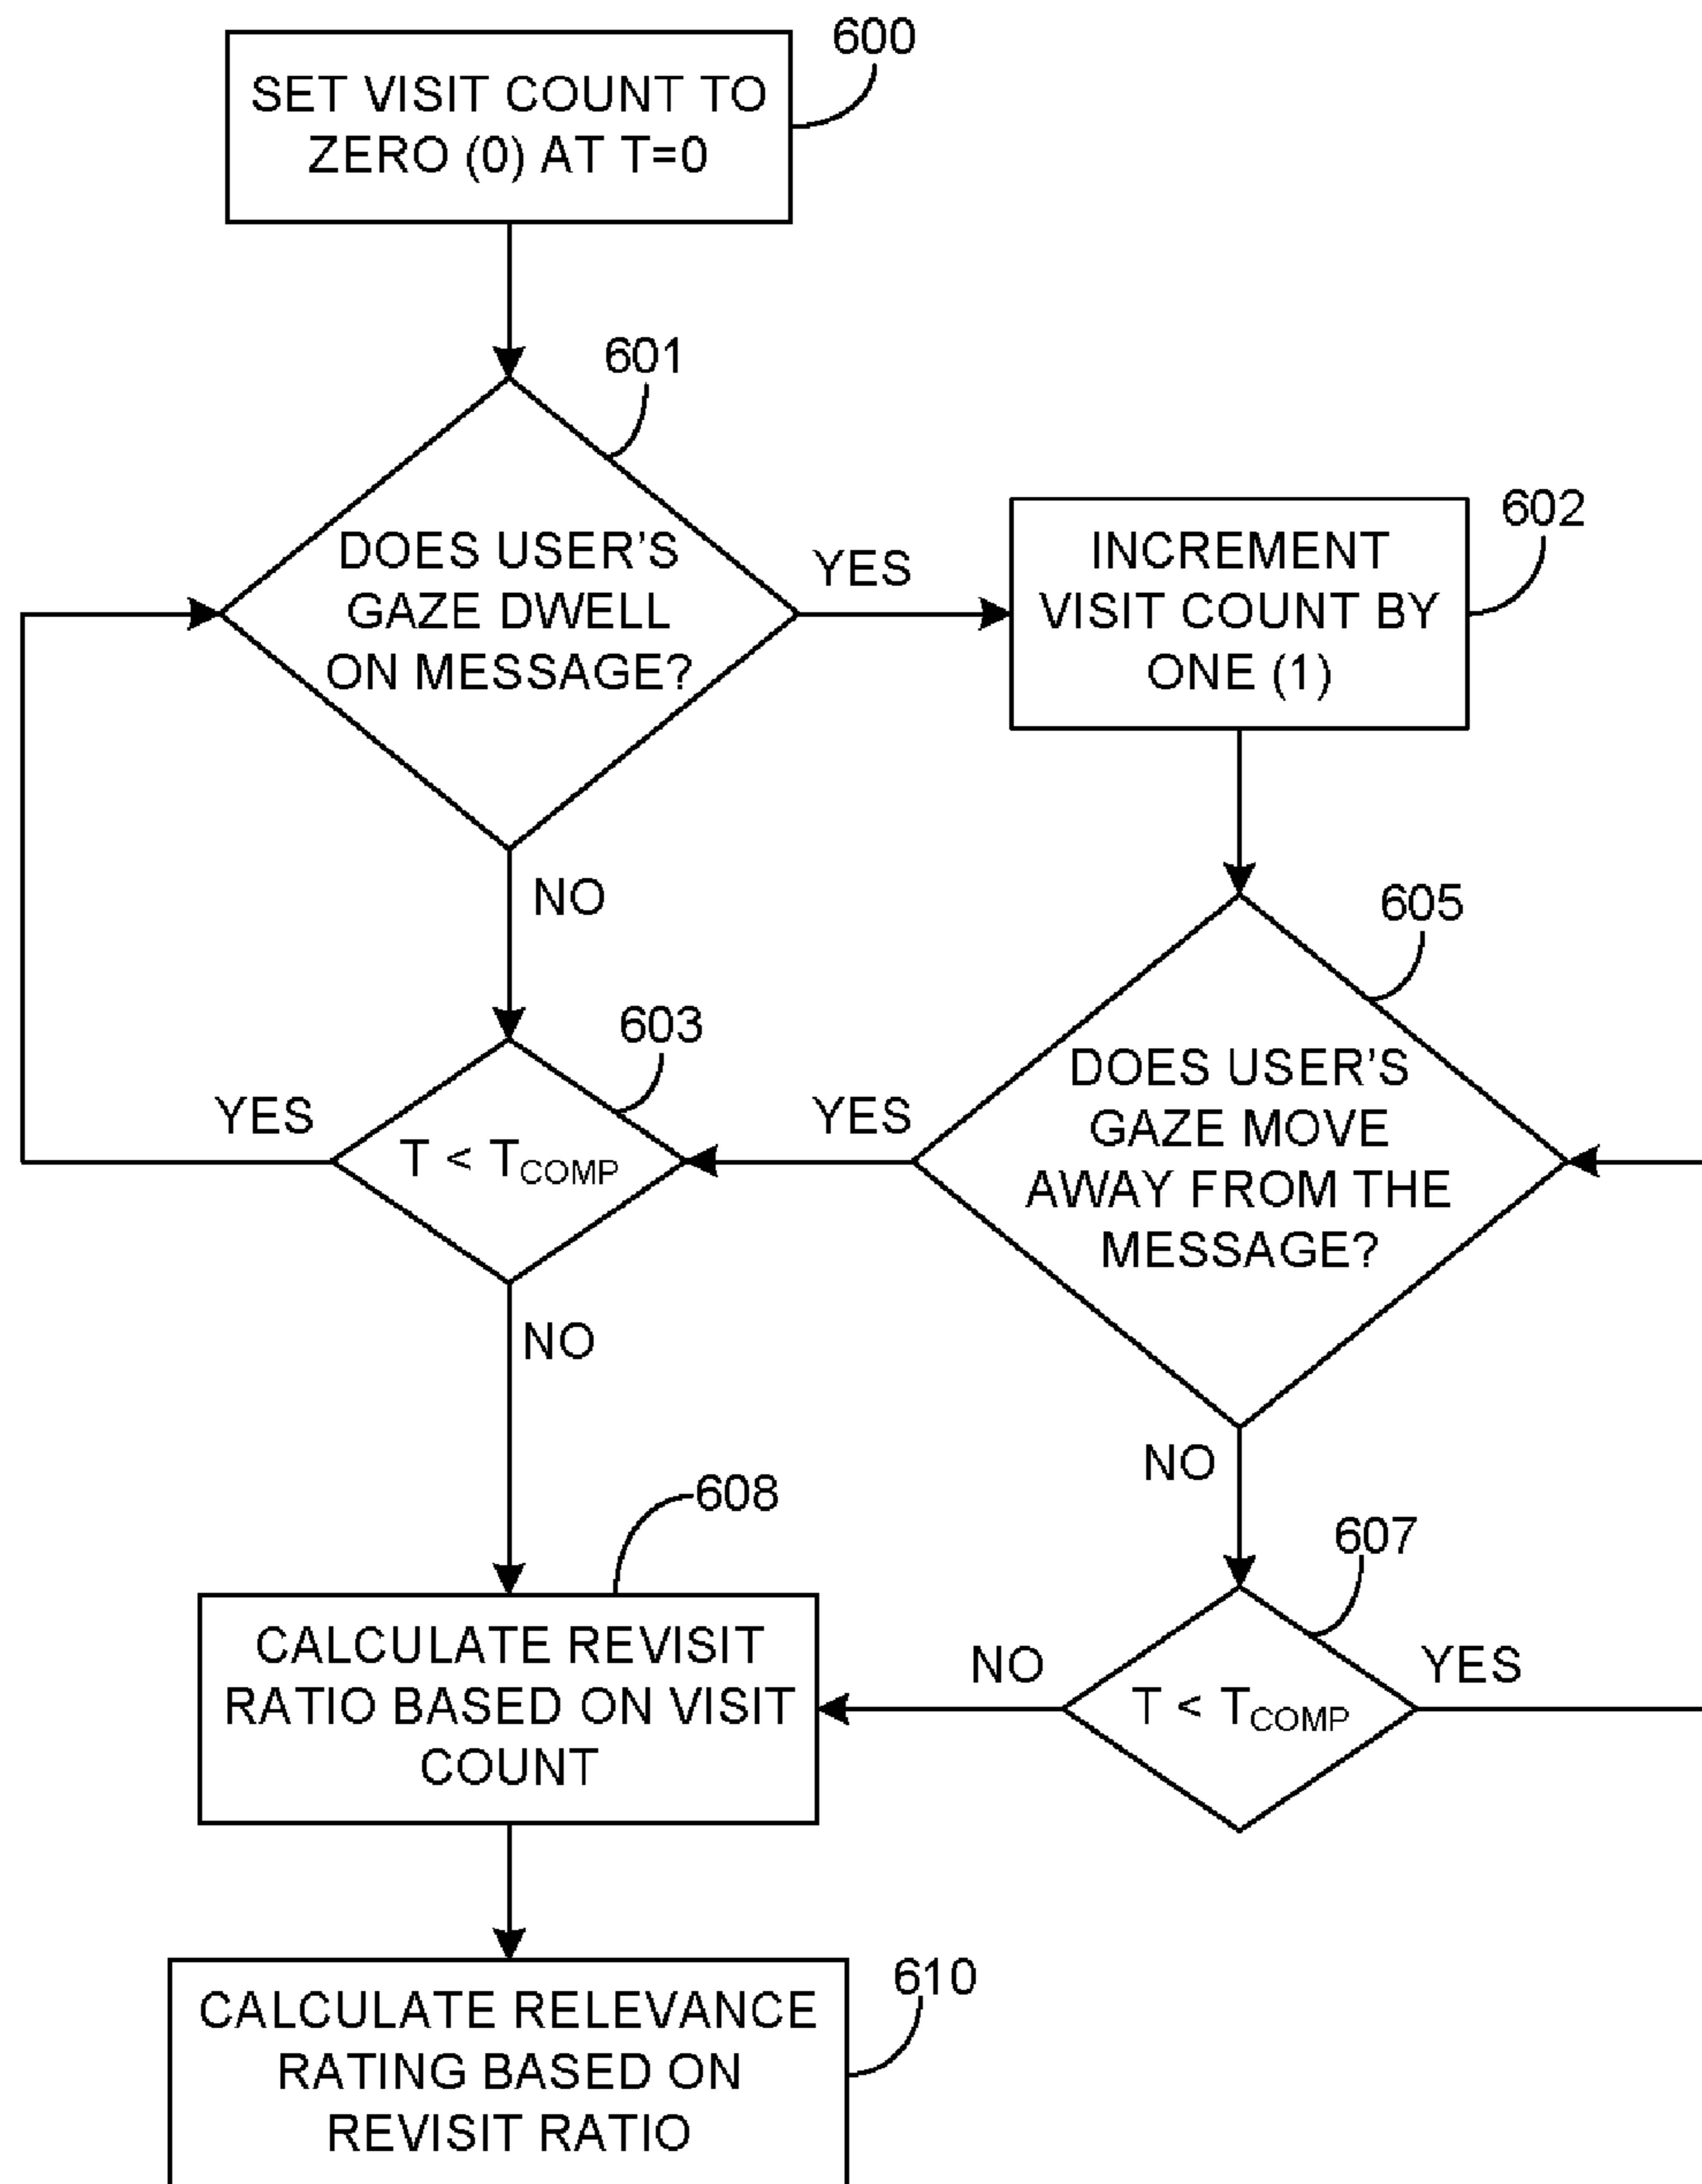 600
SET VISIT COUNT TO
ZERO (0) AT T=0
601
DOES USER'S
GAZE DWELL
ON MESSAGE?
YES
602
INCREMENT
VISIT COUNT BY
ONE (1)
NO
605
DOES USER'S
GAZE MOVE
AWAY FROM THE
MESSAGE?
603
YES
T < TCOMP
YES
NO
NO
608
CALCULATE REVISIT
RATIO BASED ON VISIT
COUNT
607
NO
T < TCOMP
YES
610
CALCULATE RELEVANCE
RATING BASED ON
REVISIT RATIO